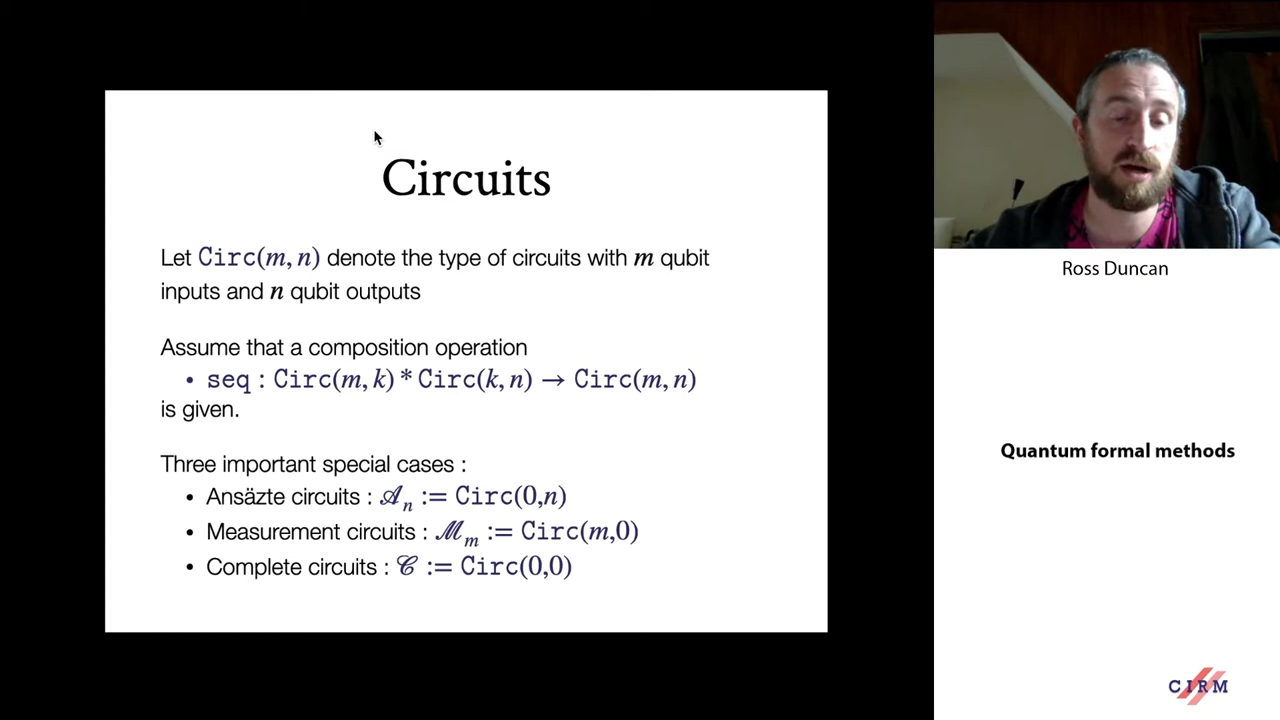 Circuits
Let Circ(m, n) denote the type of circuits with m qubit
inputs and n qubit outputs
Assume that a composition operation
• seq : Circ(m, k) * Circ(k, n) → Circ(m, n)
is given.
Three important special cases :
• Ansäzte circuits : 𝒜ₙ := Circ(0,n)
• Measurement circuits : ℳₘ := Circ(m,0)
• Complete circuits : 𝒞 := Circ(0,0)
Ross Duncan
Quantum formal methods
CIRM